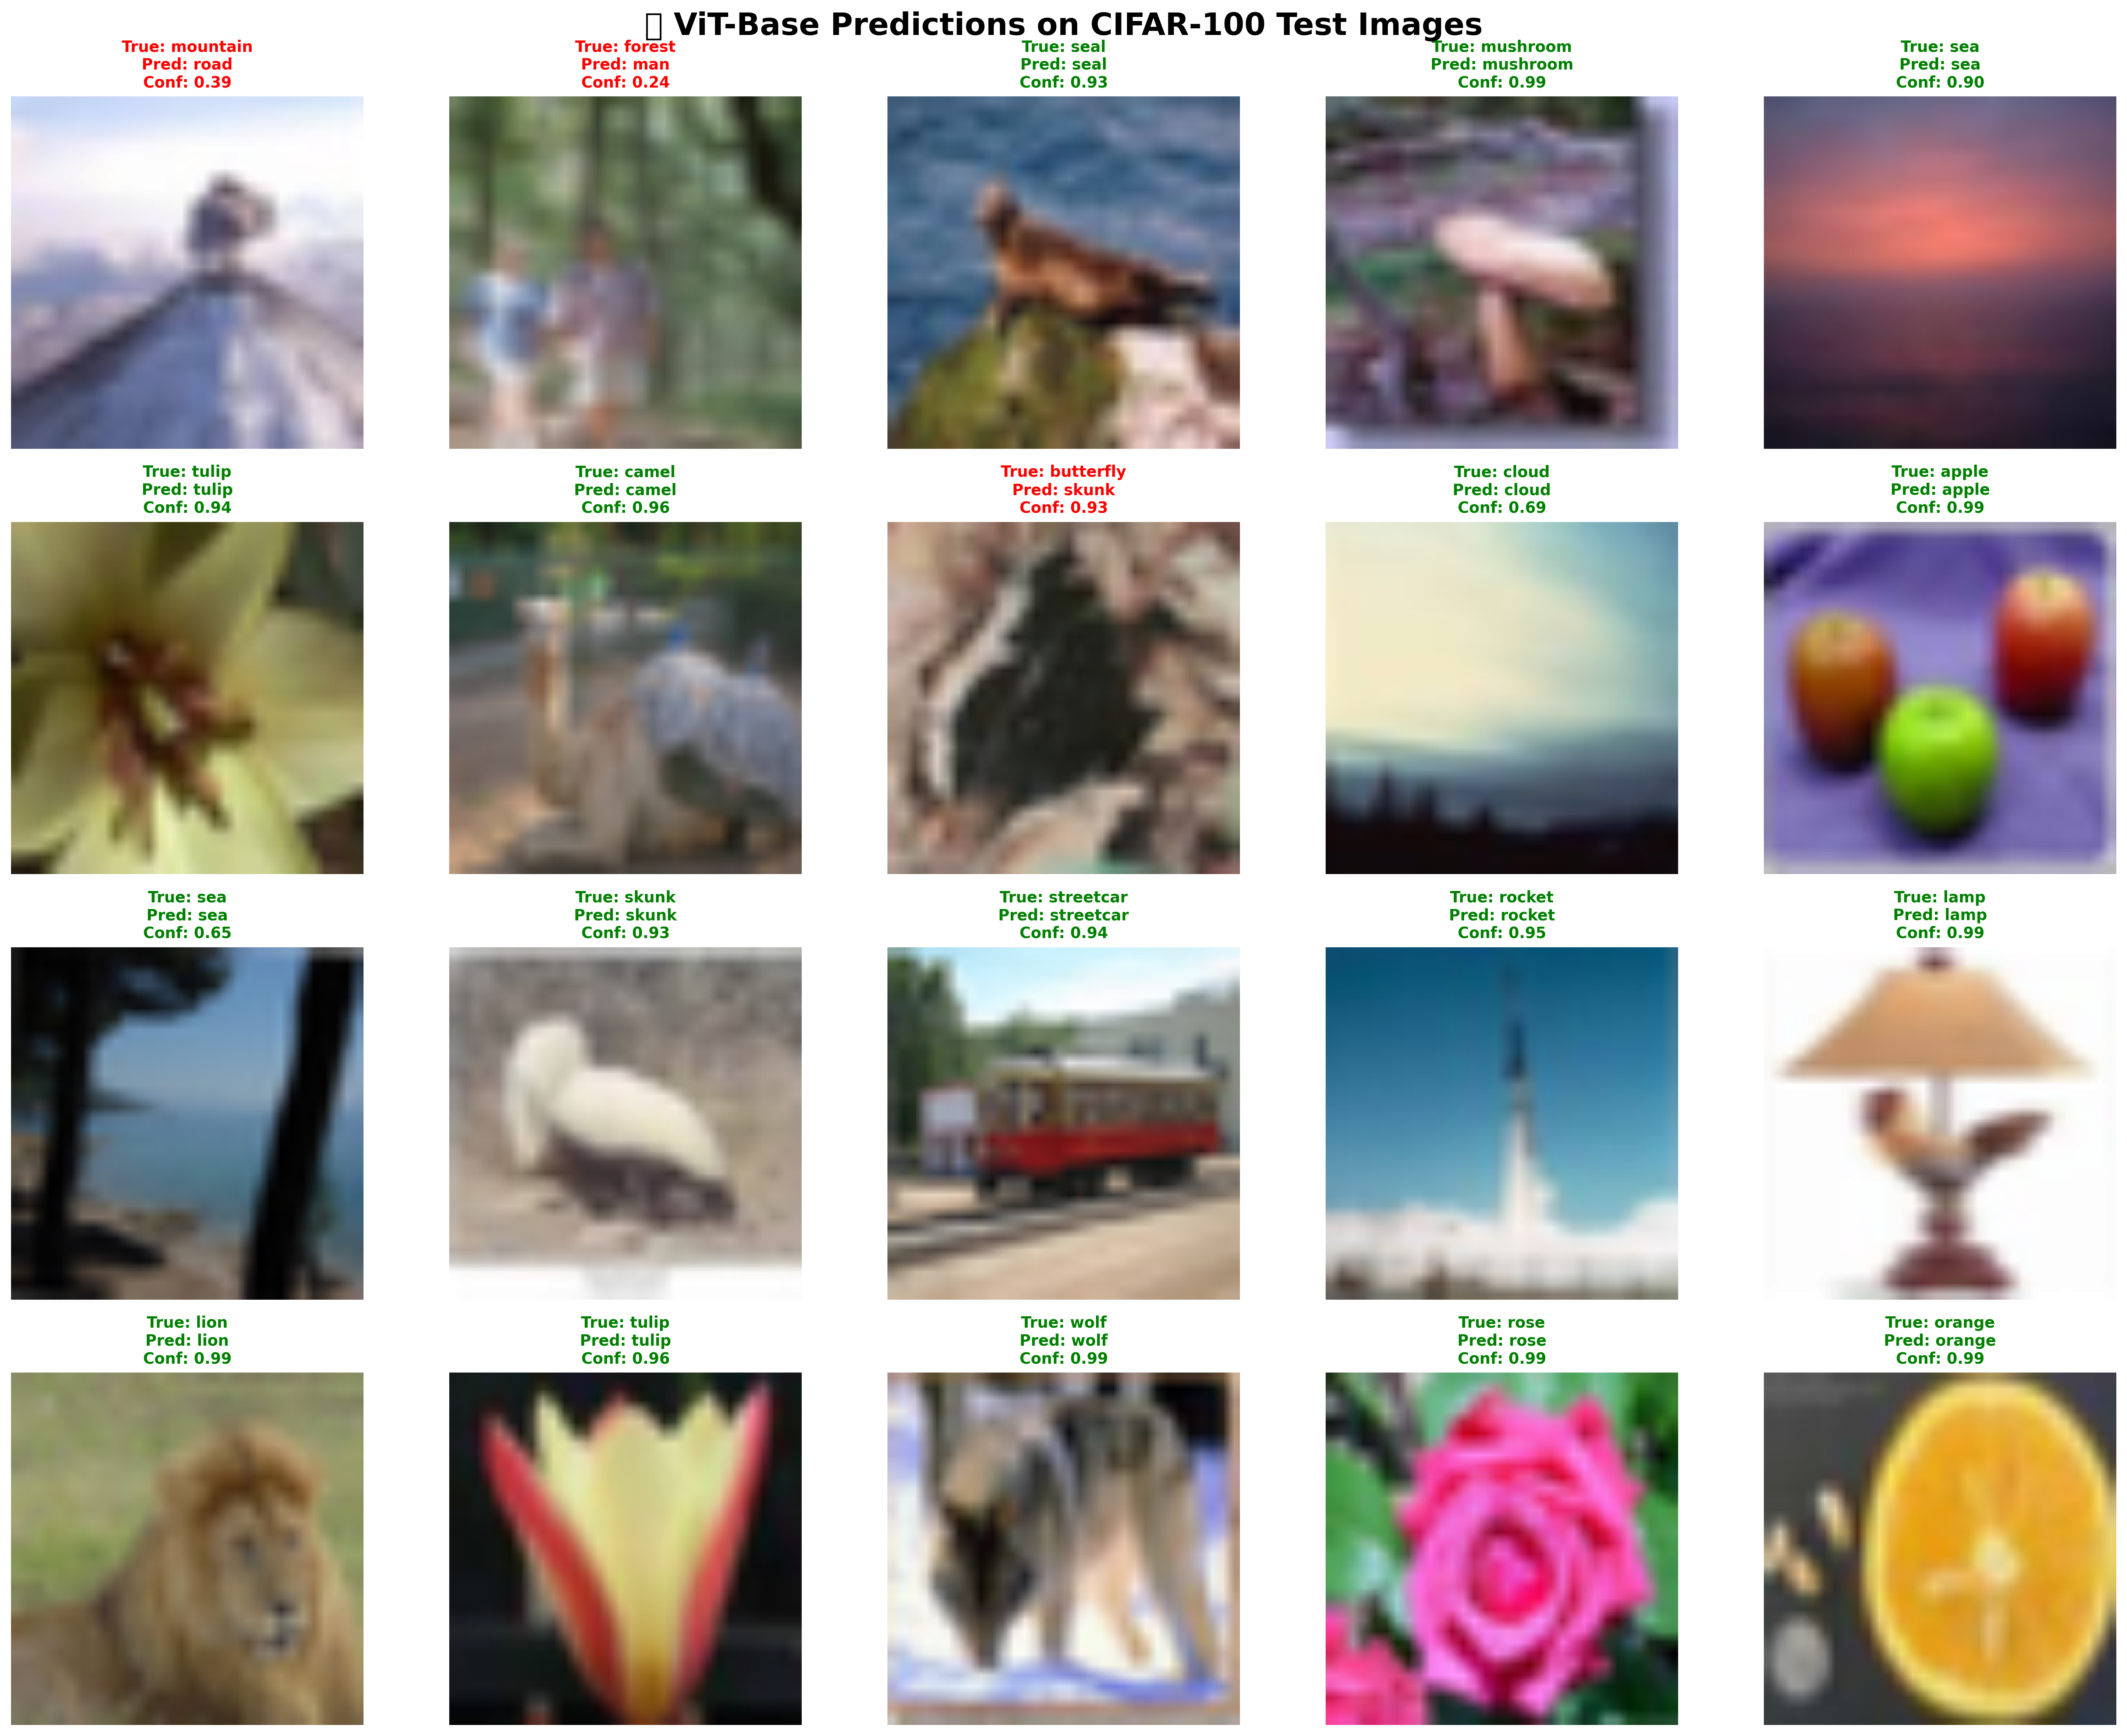 ViT-Base Predictions on CIFAR-100 Test Images
True: mountain
Pred: road
Conf: 0.39
True: forest
Pred: man
Conf: 0.24
True: seal
Pred: seal
Conf: 0.93
True: mushroom
Pred: mushroom
Conf: 0.99
True: sea
Pred: sea
Conf: 0.90
True: tulip
Pred: tulip
Conf: 0.94
True: camel
Pred: camel
Conf: 0.96
True: butterfly
Pred: skunk
Conf: 0.93
True: cloud
Pred: cloud
Conf: 0.69
True: apple
Pred: apple
Conf: 0.99
True: sea
Pred: sea
Conf: 0.65
True: skunk
Pred: skunk
Conf: 0.93
True: streetcar
Pred: streetcar
Conf: 0.94
True: rocket
Pred: rocket
Conf: 0.95
True: lamp
Pred: lamp
Conf: 0.99
True: lion
Pred: lion
Conf: 0.99
True: tulip
Pred: tulip
Conf: 0.96
True: wolf
Pred: wolf
Conf: 0.99
True: rose
Pred: rose
Conf: 0.99
True: orange
Pred: orange
Conf: 0.99